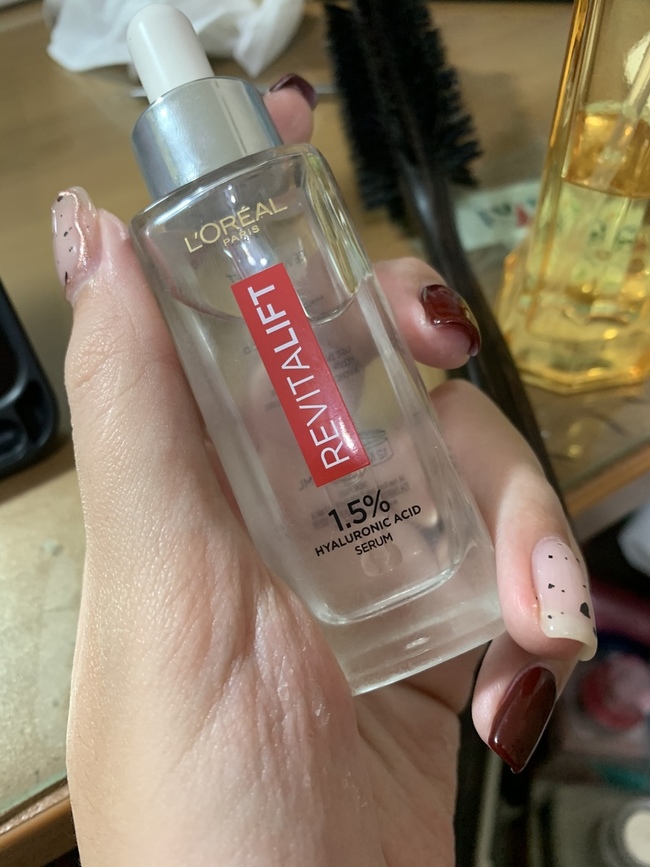 L'ORÉAL
PARIS
REVITALIFT
1.5%
HYALURONIC ACID
SERUM